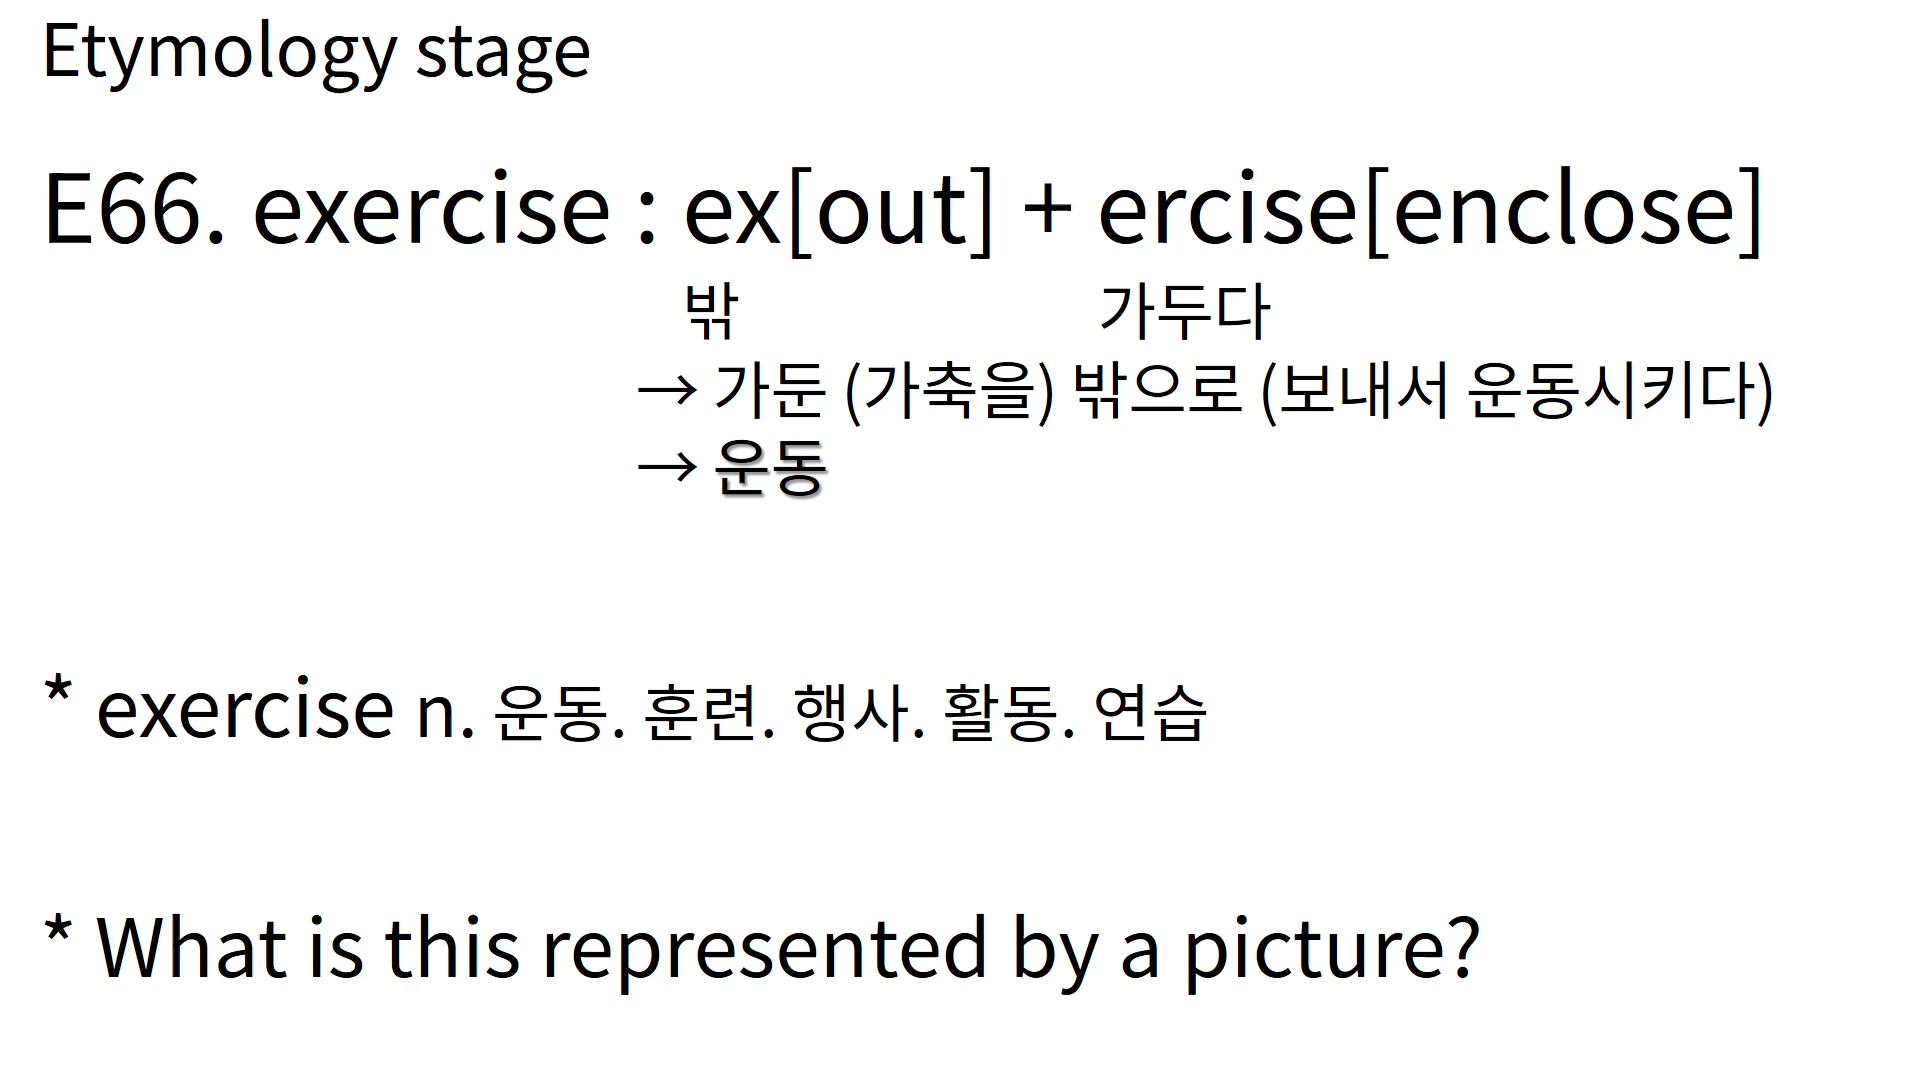 Etymology stage
E66. exercise : ex[out] + ercise[enclose]
밖 가두다
→ 가둔 (가축을) 밖으로 (보내서 운동시키다)
→ 운동
* exercise n. 운동. 훈련. 행사. 활동. 연습
* What is this represented by a picture?